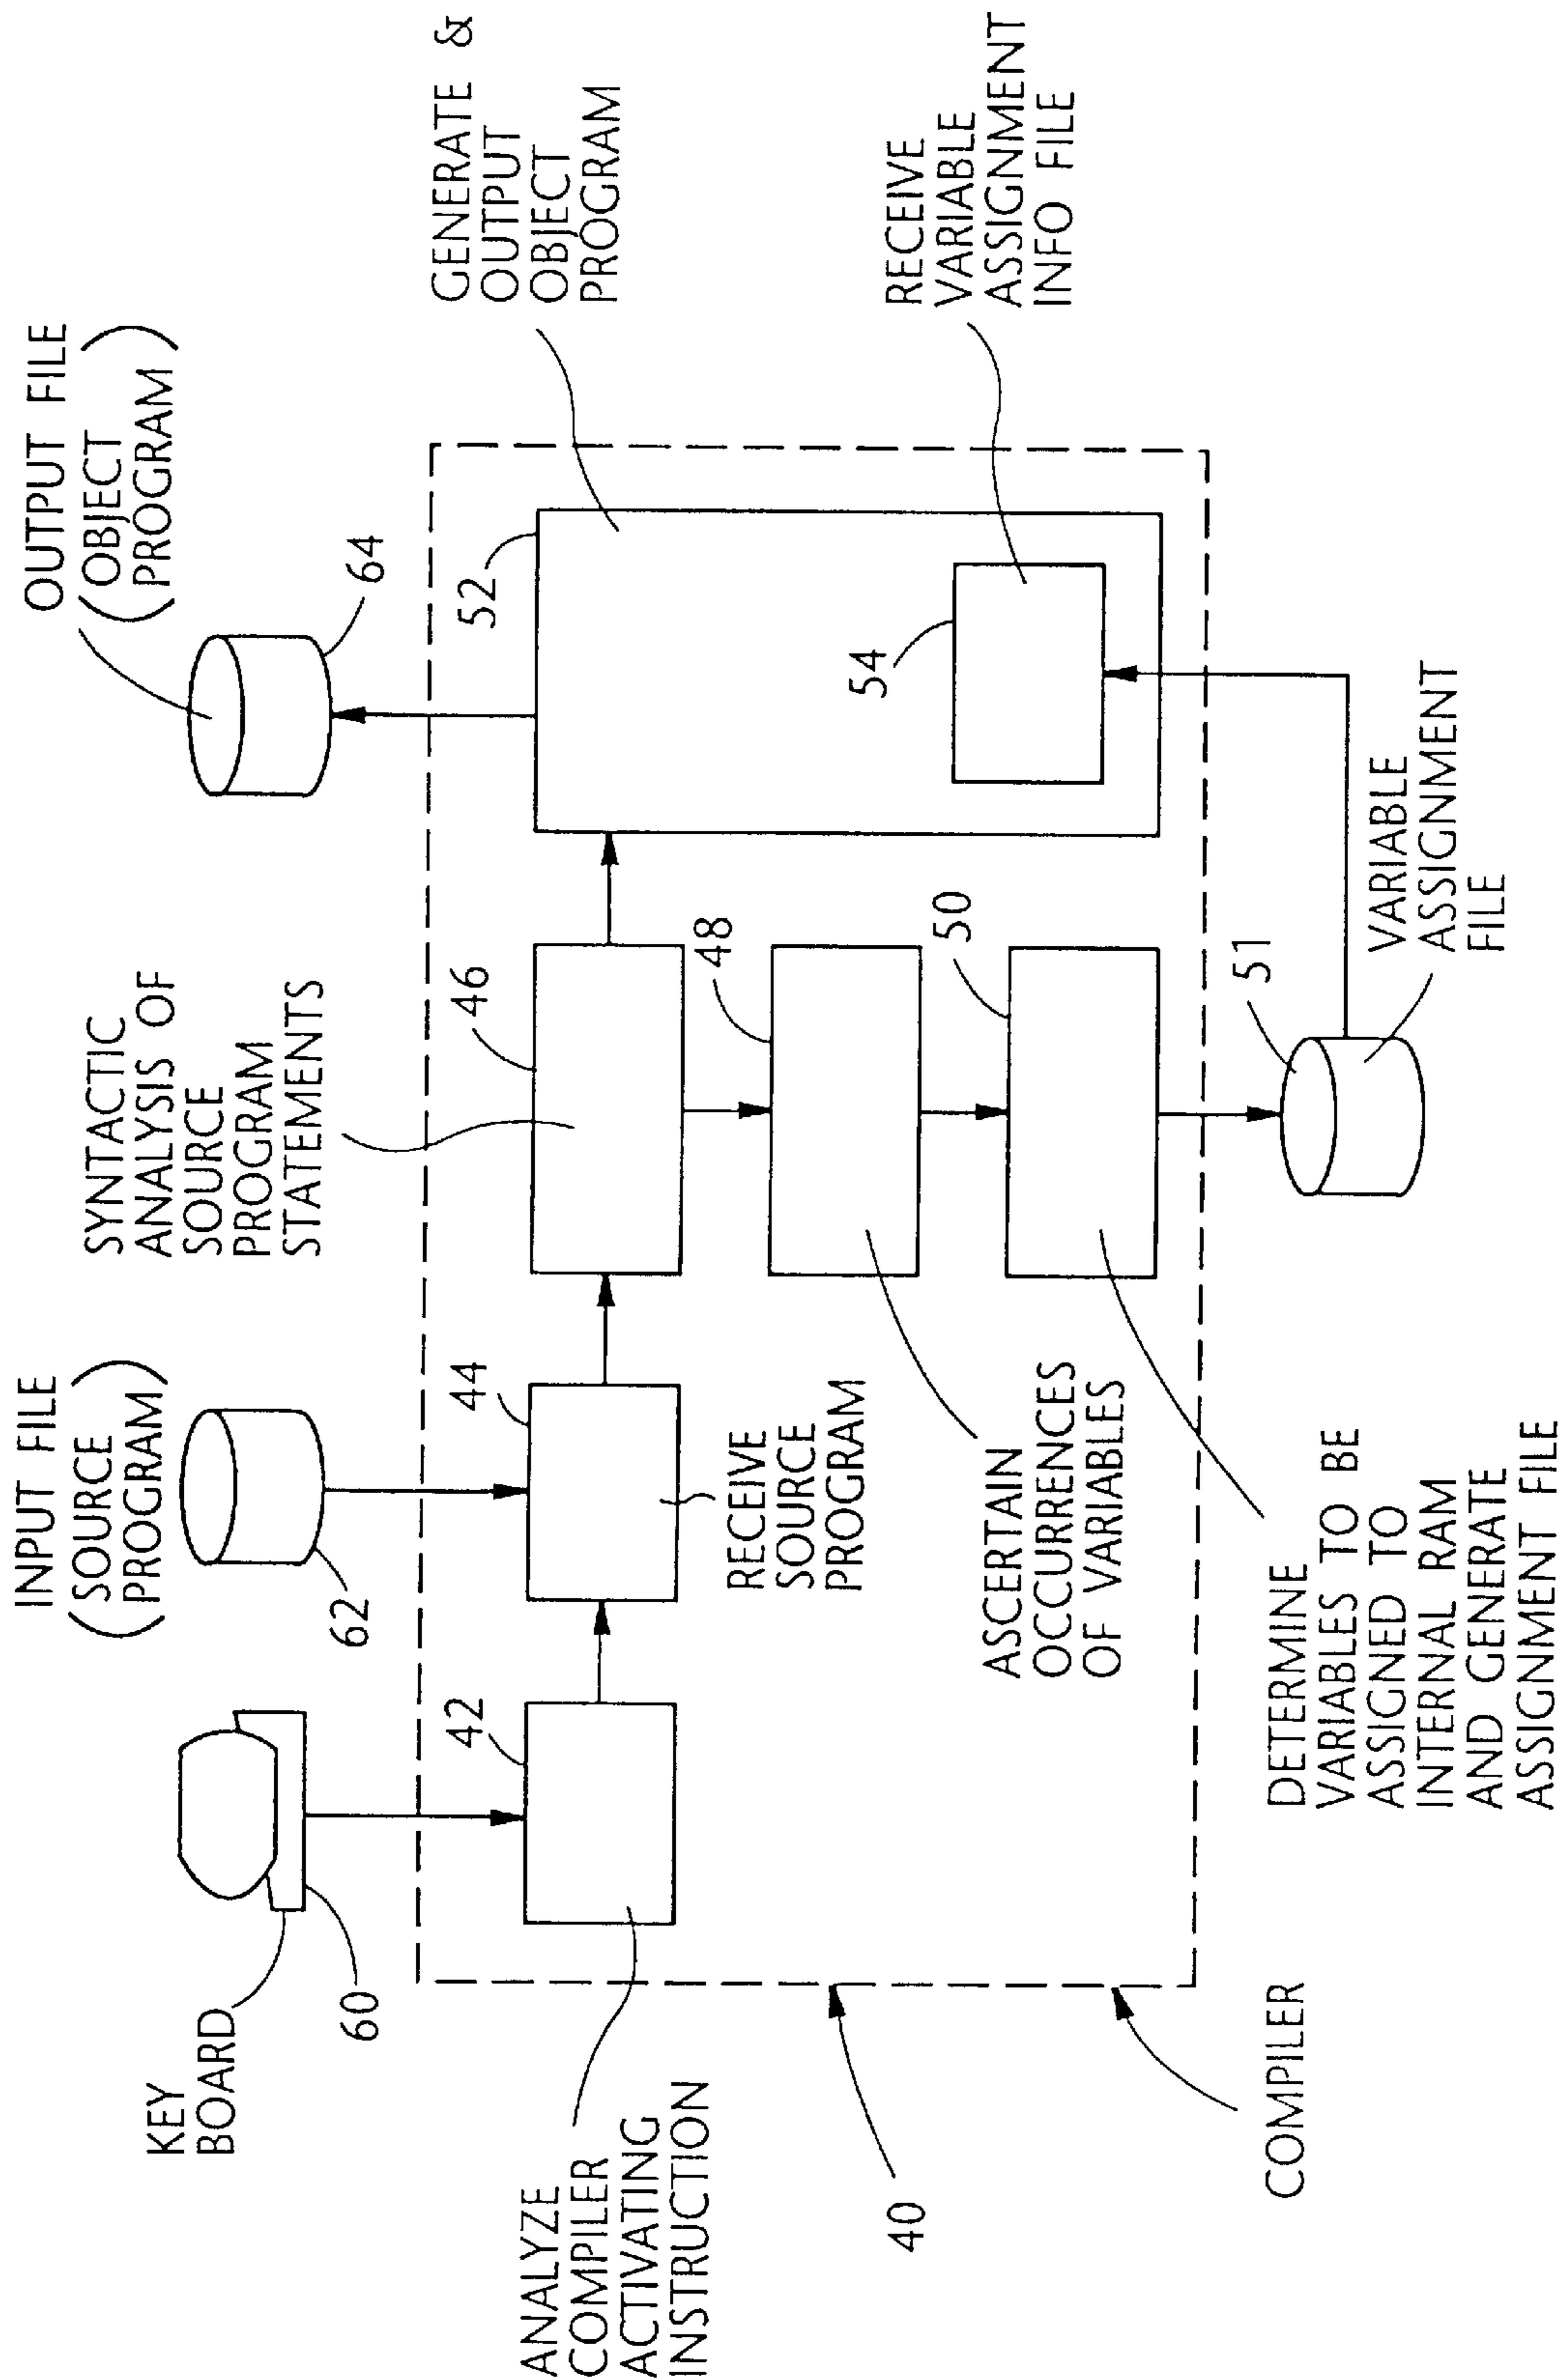 KEY
BOARD
60
INPUT FILE
(SOURCE
PROGRAM)
62
OUTPUT FILE
(OBJECT
PROGRAM)
64
SYNTACTIC
ANALYSIS OF
SOURCE
PROGRAM
STATEMENTS
GENERATE &
OUTPUT
OBJECT
PROGRAM
42
44
46
52
ANALYZE
COMPILER
ACTIVATING
INSTRUCTION
RECEIVE
SOURCE
PROGRAM
48
54
RECEIVE
VARIABLE
ASSIGNMENT
INFO FILE
40
ASCERTAIN
OCCURRENCES
OF VARIABLES
50
COMPILER
DETERMINE
VARIABLES TO BE
ASSIGNED TO
INTERNAL RAM
AND GENERATE
ASSIGNMENT FILE
51
VARIABLE
ASSIGNMENT
FILE